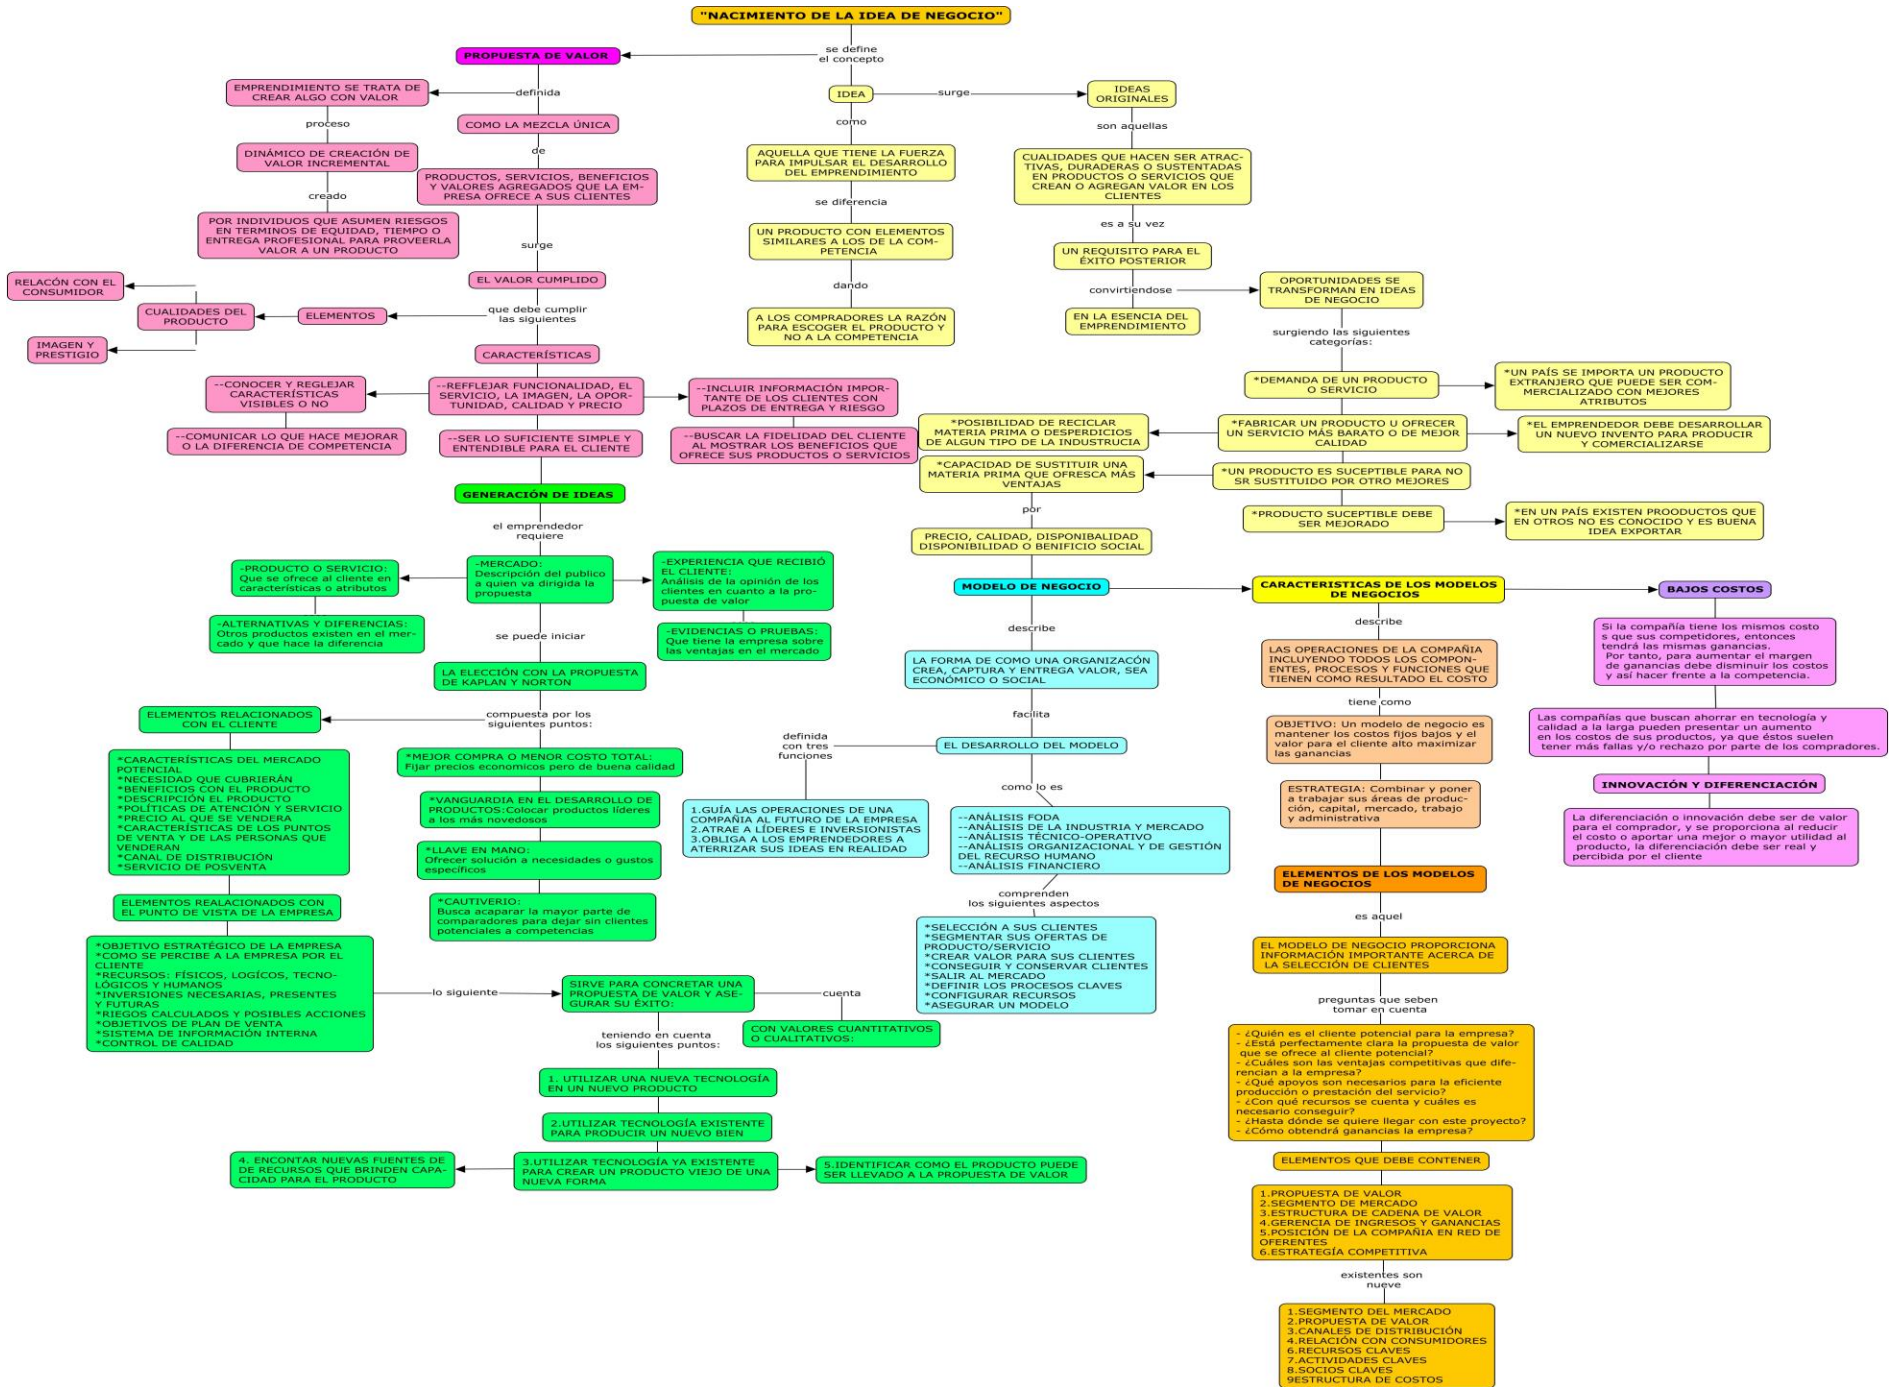 "NACIMIENTO DE LA IDEA DE NEGOCIO"
se define
el concepto
PROPUESTA DE VALOR
definida
EMPRENDIMIENTO SE TRATA DE
CREAR ALGO CON VALOR
proceso
DINÁMICO DE CREACIÓN DE
VALOR INCREMENTAL
creado
POR INDIVIDUOS QUE ASUMEN RIESGOS
EN TERMINOS DE EQUIDAD, TIEMPO O
ENTREGA PROFESIONAL PARA PROVEERLA
VALOR A UN PRODUCTO
COMO LA MEZCLA ÚNICA
de
PRODUCTOS, SERVICIOS, BENEFICIOS
Y VALORES AGREGADOS QUE LA EM-
PRESA OFRECE A SUS CLIENTES
surge
EL VALOR CUMPLIDO
que debe cumplir
las siguientes
ELEMENTOS
CUALIDADES DEL
PRODUCTO
RELACÓN CON EL
CONSUMIDOR
IMAGEN Y
PRESTIGIO
CARACTERÍSTICAS
--REFFLEJAR FUNCIONALIDAD, EL
SERVICIO, LA IMAGEN, LA OPOR-
TUNIDAD, CALIDAD Y PRECIO
--CONOCER Y REGLEJAR
CARACTERÍSTICAS
VISIBLES O NO
--COMUNICAR LO QUE HACE MEJORAR
O LA DIFERENCIA DE COMPETENCIA
--INCLUIR INFORMACIÓN IMPOR-
TANTE DE LOS CLIENTES CON
PLAZOS DE ENTREGA Y RIESGO
--BUSCAR LA FIDELIDAD DEL CLIENTE
AL MOSTRAR LOS BENEFICIOS QUE
OFRECE SUS PRODUCTOS O SERVICIOS
--SER LO SUFICIENTE SIMPLE Y
ENTENDIBLE PARA EL CLIENTE
IDEA
surge
IDEAS
ORIGINALES
como
AQUELLA QUE TIENE LA FUERZA
PARA IMPULSAR EL DESARROLLO
DEL EMPRENDIMIENTO
se diferencia
UN PRODUCTO CON ELEMENTOS
SIMILARES A LOS DE LA COM-
PETENCIA
dando
A LOS COMPRADORES LA RAZÓN
PARA ESCOGER EL PRODUCTO Y
NO A LA COMPETENCIA
son aquellas
CUALIDADES QUE HACEN SER ATRAC-
TIVAS, DURADERAS O SUSTENTADAS
EN PRODUCTOS O SERVICIOS QUE
CREAN O AGREGAN VALOR EN LOS
CLIENTES
es a su vez
UN REQUISITO PARA EL
ÉXITO POSTERIOR
convirtiendose
EN LA ESENCIA DEL
EMPRENDIMIENTO
OPORTUNIDADES SE
TRANSFORMAN EN IDEAS
DE NEGOCIO
surgiendo las siguientes
categorías:
*DEMANDA DE UN PRODUCTO
O SERVICIO
*UN PAÍS SE IMPORTA UN PRODUCTO
EXTRANJERO QUE PUEDE SER COM-
MERCIALIZADO CON MEJORES
ATRIBUTOS
*FABRICAR UN PRODUCTO U OFRECER
UN SERVICIO MÁS BARATO O DE MEJOR
CALIDAD
*POSIBILIDAD DE RECICLAR
MATERIA PRIMA O DESPERDICIOS
DE ALGUN TIPO DE LA INDUSTRUCIA
*EL EMPRENDEDOR DEBE DESARROLLAR
UN NUEVO INVENTO PARA PRODUCIR
Y COMERCIALIZARSE
*UN PRODUCTO ES SUCEPTIBLE PARA NO
SR SUSTITUIDO POR OTRO MEJORES
*CAPACIDAD DE SUSTITUIR UNA
MATERIA PRIMA QUE OFRESCA MÁS
VENTAJAS
*PRODUCTO SUCEPTIBLE DEBE
SER MEJORADO
*EN UN PAÍS EXISTEN PROODUCTOS QUE
EN OTROS NO ES CONOCIDO Y ES BUENA
IDEA EXPORTAR
por
PRECIO, CALIDAD, DISPONIBALIDAD
DISPONIBILIDAD O BENIFICIO SOCIAL
GENERACIÓN DE IDEAS
el emprendedor
requiere
-MERCADO:
Descripción del publico
a quien va dirigida la
propuesta
-PRODUCTO O SERVICIO:
Que se ofrece al cliente en
características o atributos
-ALTERNATIVAS Y DIFERENCIAS:
Otros productos existen en el mer-
cado y que hace la diferencia
-EXPERIENCIA QUE RECIBIÓ
EL CLIENTE:
Análisis de la opinión de los
clientes en cuanto a la pro-
puesta de valor
-EVIDENCIAS O PRUEBAS:
Que tiene la empresa sobre
las ventajas en el mercado
se puede iniciar
LA ELECCIÓN CON LA PROPUESTA
DE KAPLAN Y NORTON
compuesta por los
siguientes puntos:
ELEMENTOS RELACIONADOS
CON EL CLIENTE
*CARACTERÍSTICAS DEL MERCADO
POTENCIAL
*NECESIDAD QUE CUBRIERÁN
*BENEFICIOS CON EL PRODUCTO
*DESCRIPCIÓN EL PRODUCTO
*POLÍTICAS DE ATENCIÓN Y SERVICIO
*PRECIO AL QUE SE VENDERA
*CARACTERÍSTICAS DE LOS PUNTOS
DE VENTA Y DE LAS PERSONAS QUE
VENDERAN
*CANAL DE DISTRIBUCIÓN
*SERVICIO DE POSVENTA
ELEMENTOS REALACIONADOS CON
EL PUNTO DE VISTA DE LA EMPRESA
*OBJETIVO ESTRATÉGICO DE LA EMPRESA
*COMO SE PERCIBE A LA EMPRESA POR EL
CLIENTE
*RECURSOS: FÍSICOS, LOGÍCOS, TECNO-
LÓGICOS Y HUMANOS
*INVERSIONES NECESARIAS, PRESENTES
Y FUTURAS
*RIEGOS CALCULADOS Y POSIBLES ACCIONES
*OBJETIVOS DE PLAN DE VENTA
*SISTEMA DE INFORMACIÓN INTERNA
*CONTROL DE CALIDAD
*MEJOR COMPRA O MENOR COSTO TOTAL:
Fijar precios economicos pero de buena calidad
*VANGUARDIA EN EL DESARROLLO DE
PRODUCTOS:Colocar productos líderes
a los más novedosos
*LLAVE EN MANO:
Ofrecer solución a necesidades o gustos
específicos
*CAUTIVERIO:
Busca acaparar la mayor parte de
comparadores para dejar sin clientes
potenciales a competencias
lo siguiente
SIRVE PARA CONCRETAR UNA
PROPUESTA DE VALOR Y ASE-
GURAR SU ÉXITO:
cuenta
CON VALORES CUANTITATIVOS
O CUALITATIVOS:
teniendo en cuenta
los siguientes puntos:
1. UTILIZAR UNA NUEVA TECNOLOGÍA
EN UN NUEVO PRODUCTO
2.UTILIZAR TECNOLOGÍA EXISTENTE
PARA PRODUCIR UN NUEVO BIEN
3.UTILIZAR TECNOLOGÍA YA EXISTENTE
PARA CREAR UN PRODUCTO VIEJO DE UNA
NUEVA FORMA
4. ENCONTAR NUEVAS FUENTES DE
DE RECURSOS QUE BRINDEN CAPA-
CIDAD PARA EL PRODUCTO
5.IDENTIFICAR COMO EL PRODUCTO PUEDE
SER LLEVADO A LA PROPUESTA DE VALOR
MODELO DE NEGOCIO
describe
LA FORMA DE COMO UNA ORGANIZACÓN
CREA, CAPTURA Y ENTREGA VALOR, SEA
ECONÓMICO O SOCIAL
facilita
EL DESARROLLO DEL MODELO
definida
con tres
funciones
1.GUÍA LAS OPERACIONES DE UNA
COMPAÑIA AL FUTURO DE LA EMPRESA
2.ATRAE A LÍDERES E INVERSIONISTAS
3.OBLIGA A LOS EMPRENDEDORES A
ATERRIZAR SUS IDEAS EN REALIDAD
como lo es
--ANÁLISIS FODA
--ANÁLISIS DE LA INDUSTRIA Y MERCADO
--ANÁLISIS TÉCNICO-OPERATIVO
--ANÁLISIS ORGANIZACIONAL Y DE GESTIÓN
DEL RECURSO HUMANO
--ANÁLISIS FINANCIERO
comprenden
los siguientes aspectos
*SELECCIÓN A SUS CLIENTES
*SEGMENTAR SUS OFERTAS DE
PRODUCTO/SERVICIO
*CREAR VALOR PARA SUS CLIENTES
*CONSEGUIR Y CONSERVAR CLIENTES
*SALIR AL MERCADO
*DEFINIR LOS PROCESOS CLAVES
*CONFIGURAR RECURSOS
*ASEGURAR UN MODELO
CARACTERISTICAS DE LOS MODELOS
DE NEGOCIOS
describe
LAS OPERACIONES DE LA COMPAÑIA
INCLUYENDO TODOS LOS COMPON-
ENTES, PROCESOS Y FUNCIONES QUE
TIENEN COMO RESULTADO EL COSTO
tiene como
OBJETIVO: Un modelo de negocio es
mantener los costos fijos bajos y el
valor para el cliente alto maximizar
las ganancias
ESTRATEGIA: Combinar y poner
a trabajar sus áreas de produc-
ción, capital, mercado, trabajo
y administrativa
ELEMENTOS DE LOS MODELOS
DE NEGOCIOS
es aquel
EL MODELO DE NEGOCIO PROPORCIONA
INFORMACIÓN IMPORTANTE ACERCA DE
LA SELECCIÓN DE CLIENTES
preguntas que seben
tomar en cuenta
- ¿Quién es el cliente potencial para la empresa?
- ¿Está perfectamente clara la propuesta de valor
que se ofrece al cliente potencial?
- ¿Cuáles son las ventajas competitivas que dife-
rencian a la empresa?
- ¿Qué apoyos son necesarios para la eficiente
producción o prestación del servicio?
- ¿Con qué recursos se cuenta y cuáles es
necesario conseguir?
- ¿Hasta dónde se quiere llegar con este proyecto?
- ¿Cómo obtendrá ganancias la empresa?
ELEMENTOS QUE DEBE CONTENER
1.PROPUESTA DE VALOR
2.SEGMENTO DE MERCADO
3.ESTRUCTURA DE CADENA DE VALOR
4.GERENCIA DE INGRESOS Y GANANCIAS
5.POSICIÓN DE LA COMPAÑIA EN RED DE
OFERENTES
6.ESTRATEGÍA COMPETITIVA
existentes son
nueve
1.SEGMENTO DEL MERCADO
2.PROPUESTA DE VALOR
3.CANALES DE DISTRIBUCIÓN
4.RELACIÓN CON CONSUMIDORES
6.RECURSOS CLAVES
7.ACTIVIDADES CLAVES
8.SOCIOS CLAVES
9ESTRUCTURA DE COSTOS
BAJOS COSTOS
Si la compañía tiene los mismos costo
s que sus competidores, entonces
tendrá las mismas ganancias.
Por tanto, para aumentar el margen
de ganancias debe disminuir los costos
y así hacer frente a la competencia.
Las compañías que buscan ahorrar en tecnología y
calidad a la larga pueden presentar un aumento
en los costos de sus productos, ya que éstos suelen
tener más fallas y/o rechazo por parte de los compradores.
INNOVACIÓN Y DIFERENCIACIÓN
La diferenciación o innovación debe ser de valor
para el comprador, y se proporciona al reducir
el costo o aportar una mejor o mayor utilidad al
producto, la diferenciación debe ser real y
percibida por el cliente